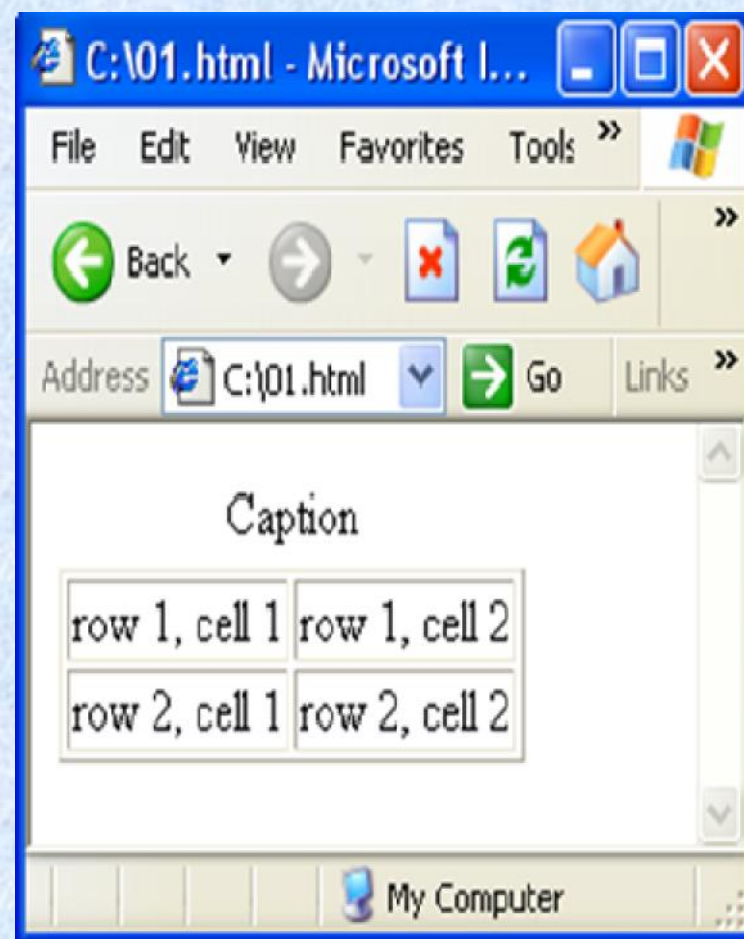 C:\01.html - Microsoft I...
File Edit View Favorites Tools »
Back »
Address C:\01.html Go Links »
Caption
row 1, cell 1 row 1, cell 2
row 2, cell 1 row 2, cell 2
My Computer